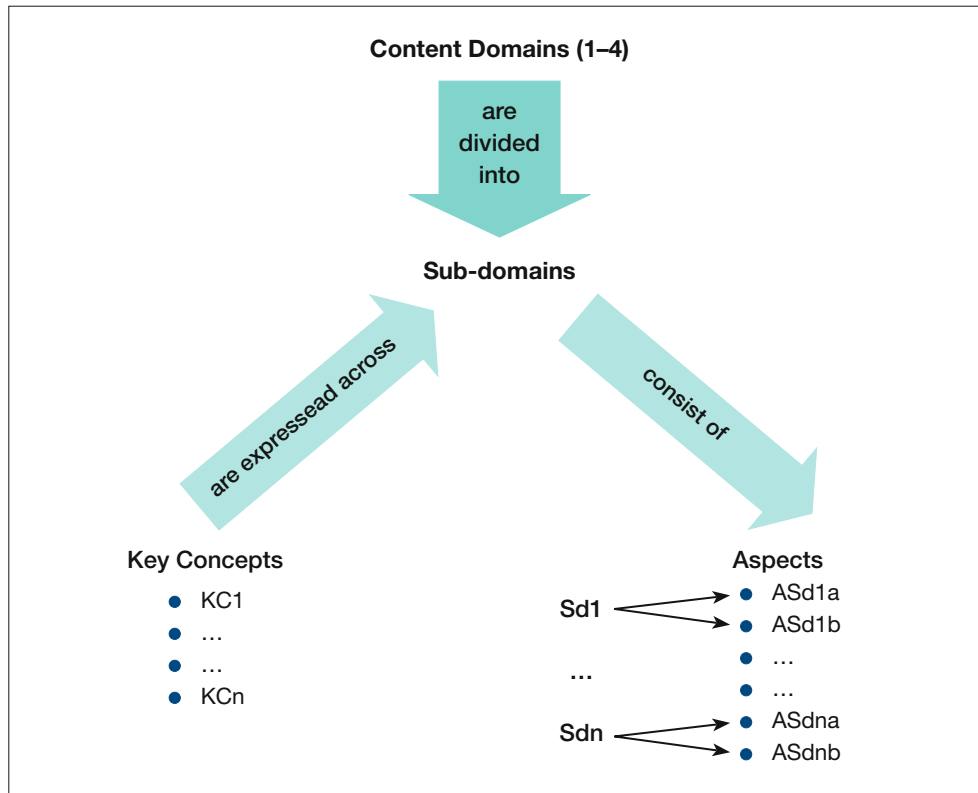 Content Domains (1–4)
are
divided
into
Sub-domains
are expressead across
consist of
Key Concepts
KC1
…
…
KCn
Aspects
Sd1
ASd1a
ASd1b
…
…
…
Sdn
ASdna
ASdnb